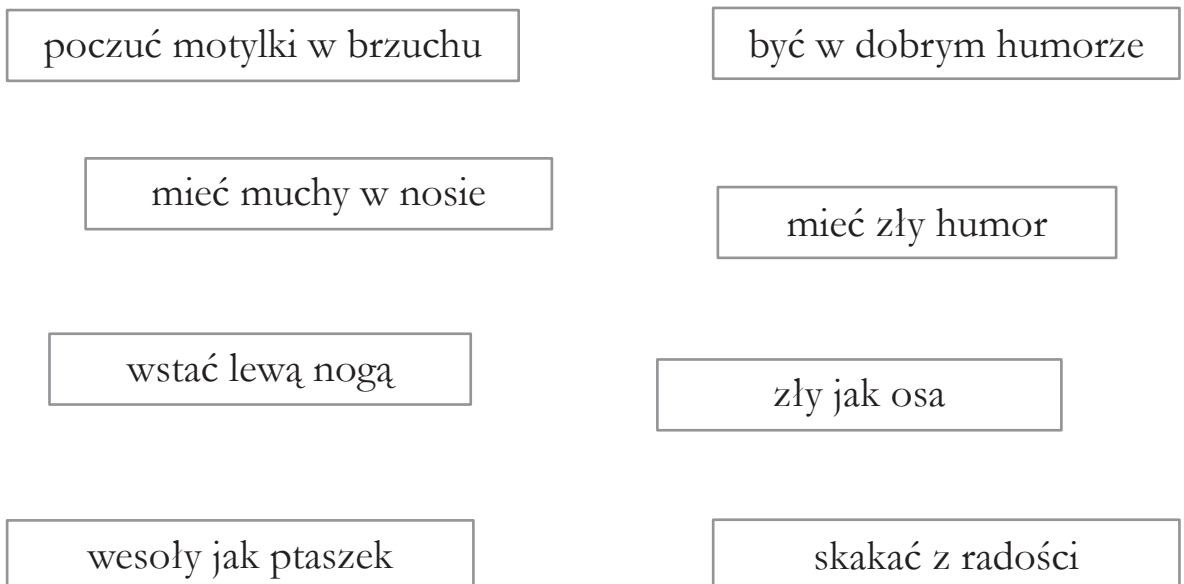 poczuć motylki w brzuchu
być w dobrym humorze
mieć muchy w nosie
mieć zły humor
wstać lewą nogą
zły jak osa
wesoły jak ptaszek
skakać z radości